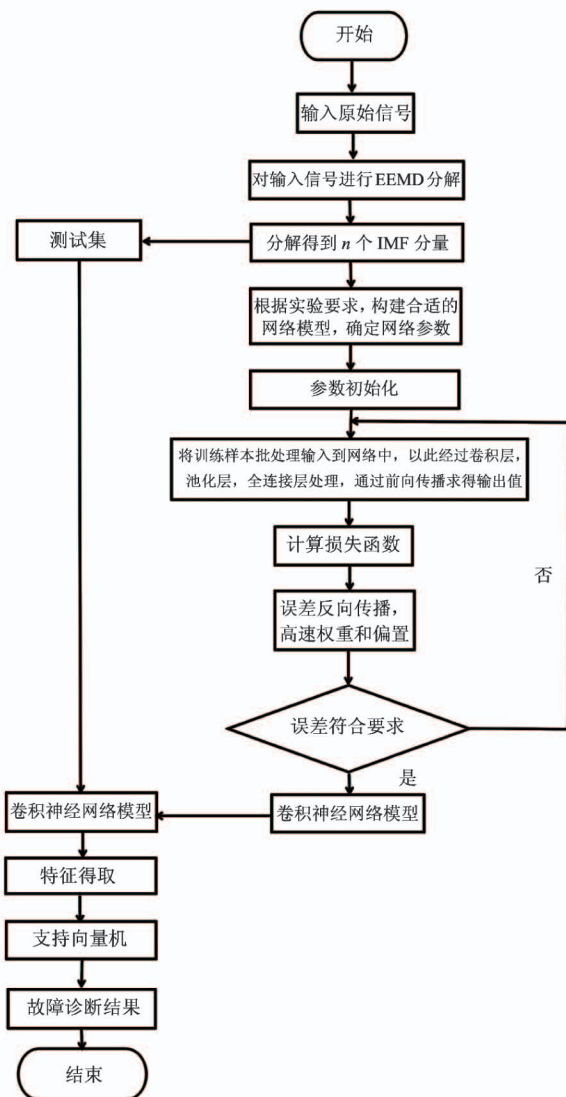 开始
输入原始信号
对输入信号进行EEMD分解
测试集
分解得到 n 个 IMF 分量
根据实验要求，构建合适的
网络模型，确定网络参数
参数初始化
将训练样本批处理输入到网络中，以此经过卷积层，
池化层，全连接层处理，通过前向传播求得输出值
计算损失函数
否
误差反向传播，
高速权重和偏置
误差符合要求
是
卷积神经网络模型
卷积神经网络模型
特征得取
支持向量机
故障诊断结果
结束